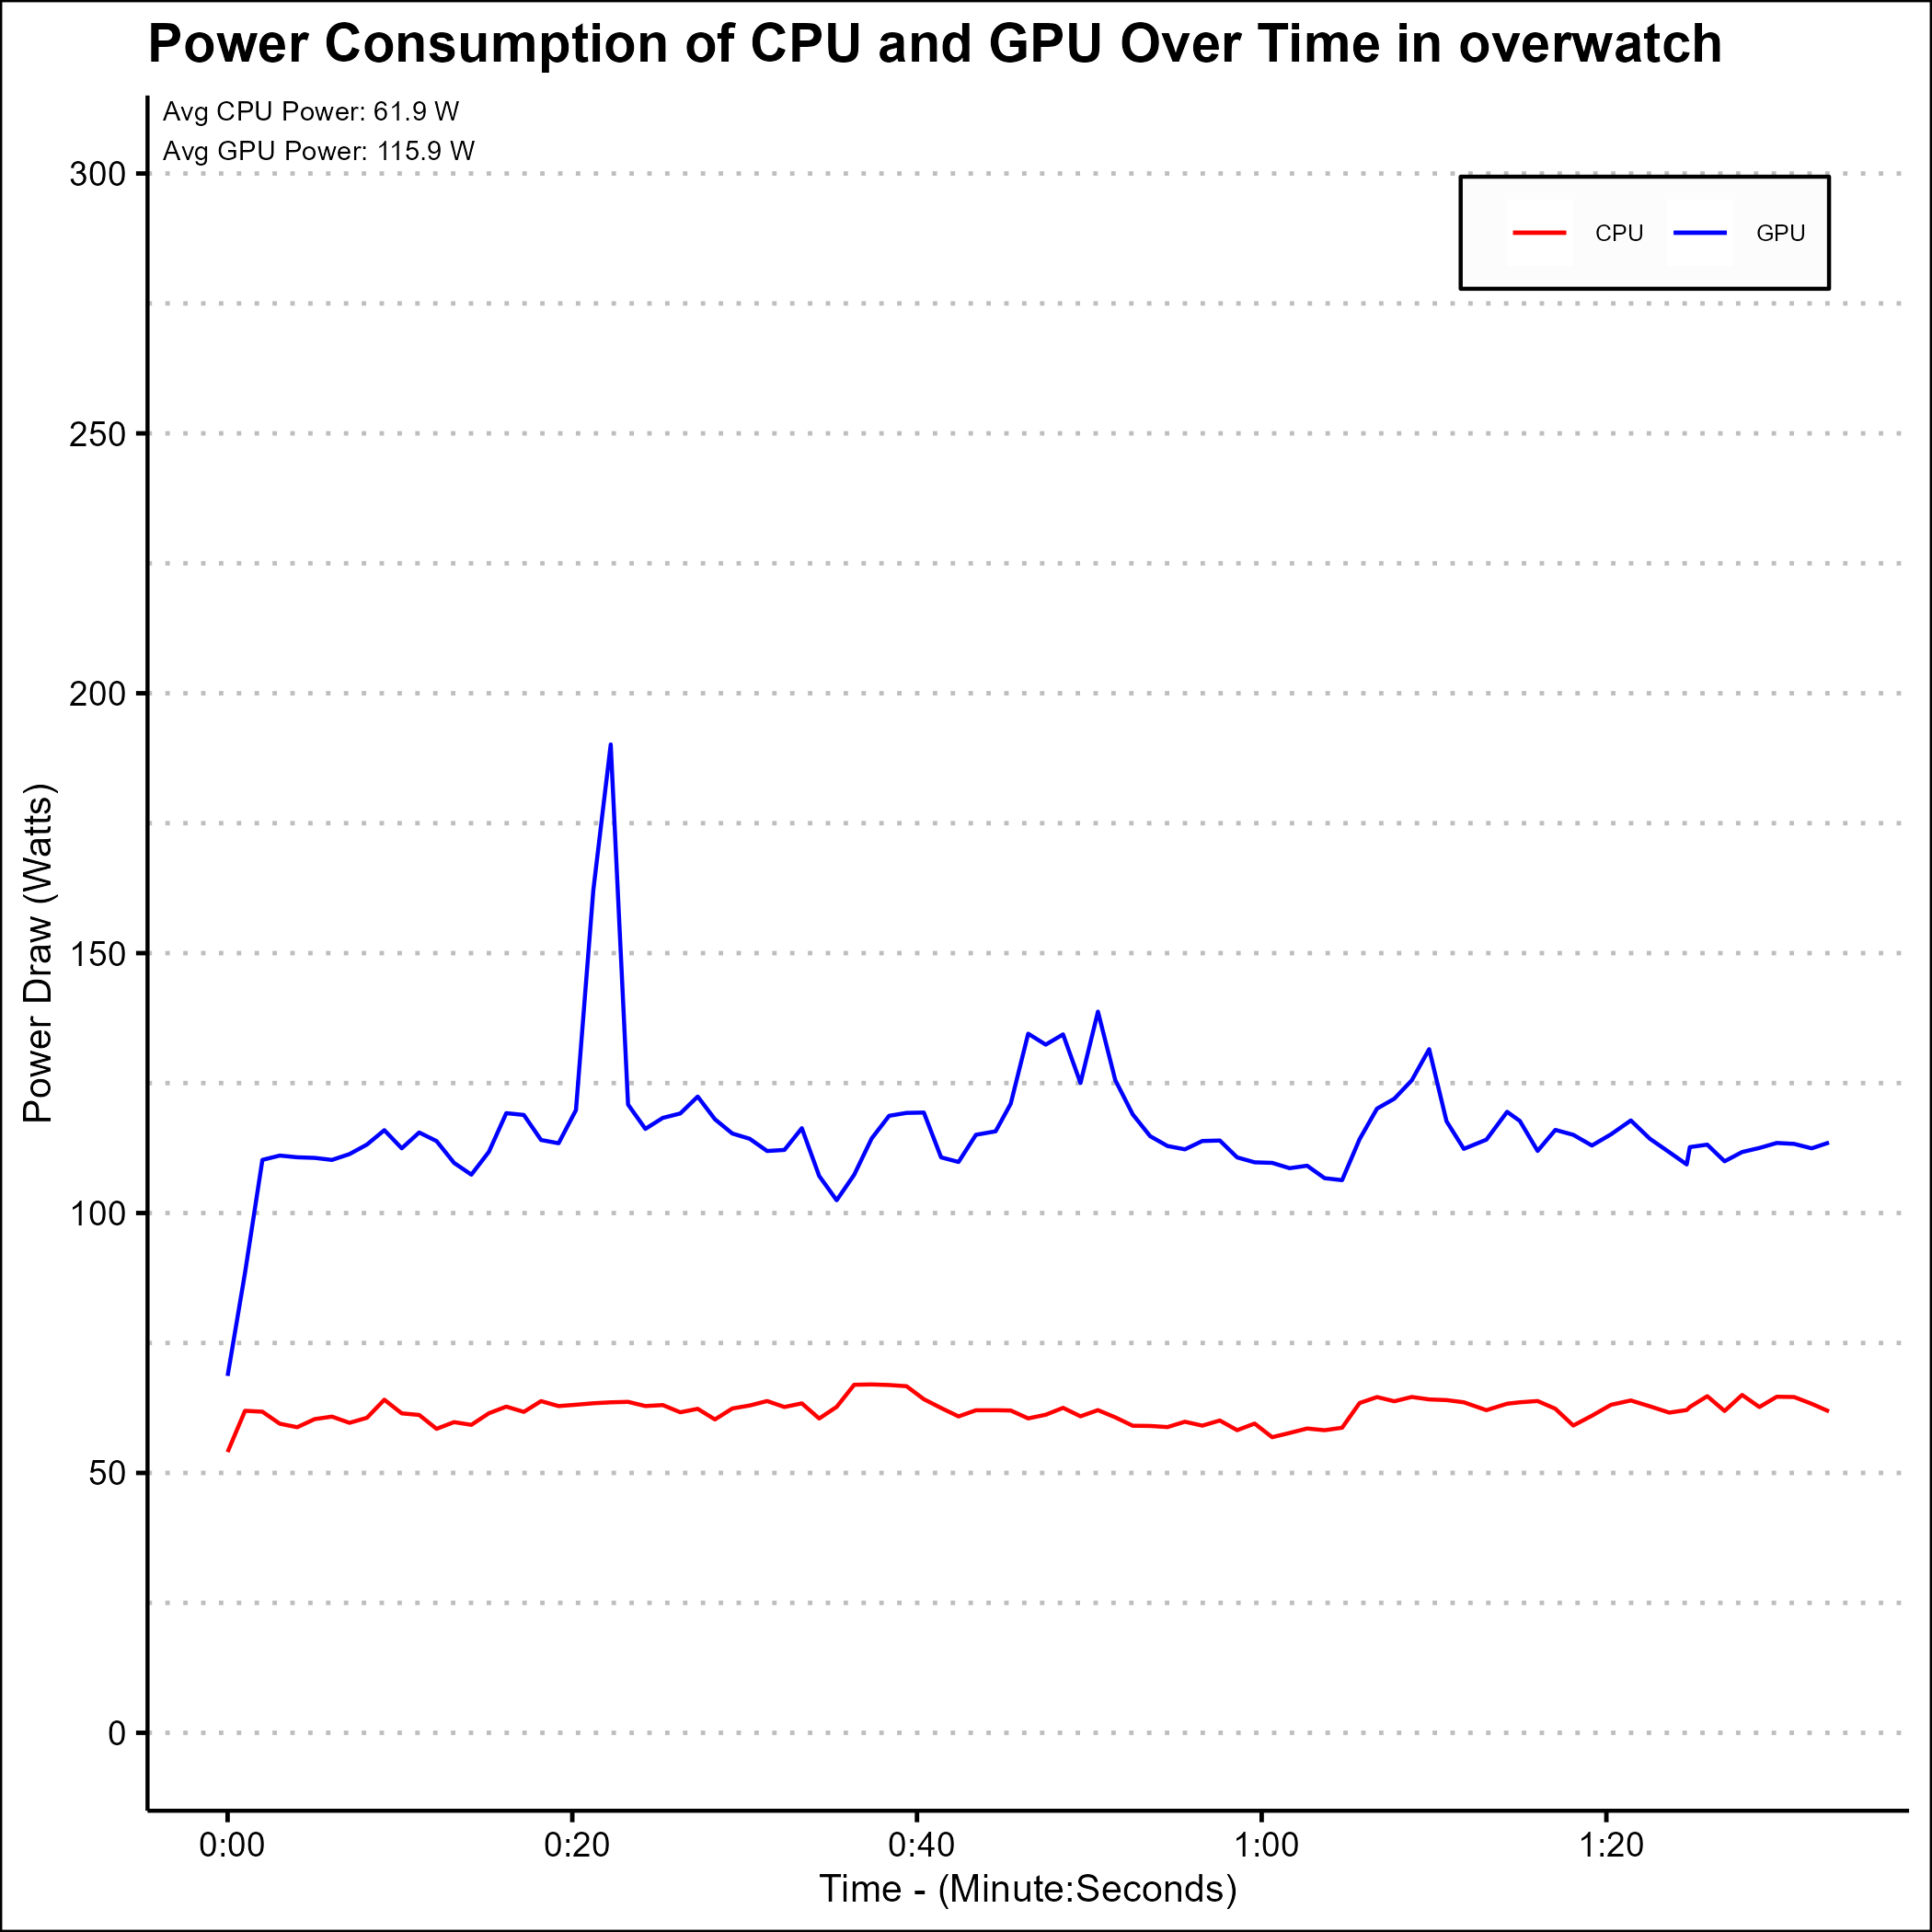 Power Consumption of CPU and GPU Over Time in overwatch
Avg CPU Power: 61.9 W
Avg GPU Power: 115.9 W
CPU GPU
300
250
200
150
100
50
0
Power Draw (Watts)
0:00 0:20 0:40 1:00 1:20
Time - (Minute:Seconds)